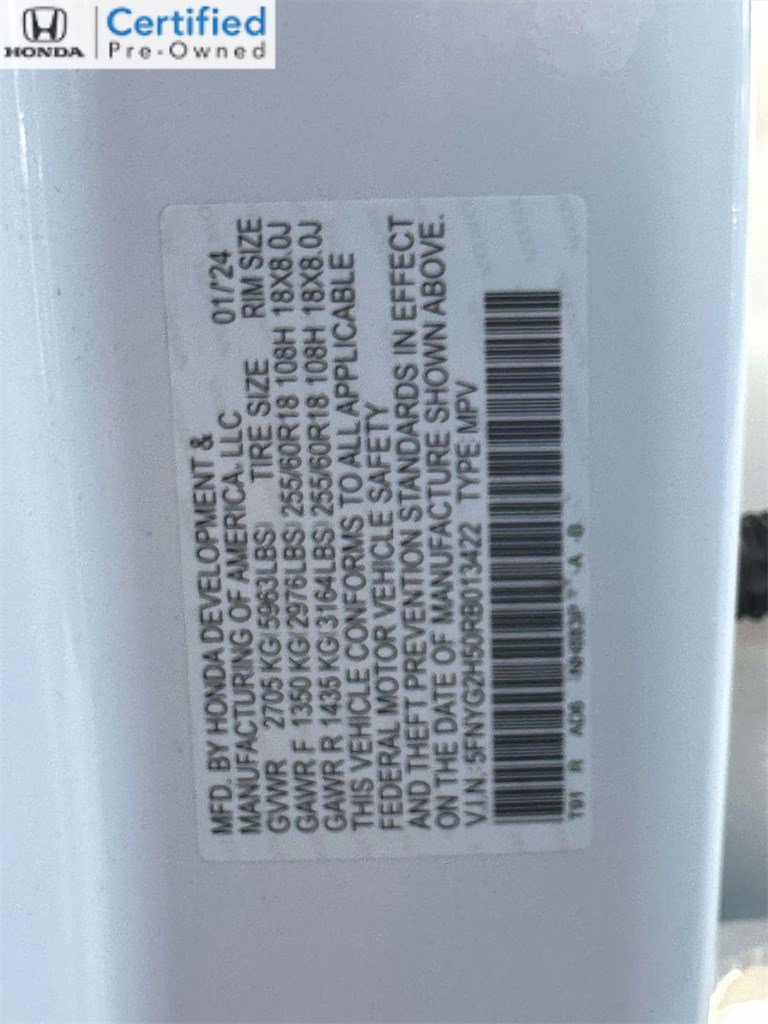 HONDA
Certified
Pre-Owned
MFD. BY HONDA DEVELOPMENT &
MANUFACTURING OF AMERICA, LLC 01/'24
GVWR 2705 KG(5963LBS) TIRE SIZE RIM SIZE
GAWR F 1350 KG(2976LBS) 255/60R18 108H 18X8.0J
GAWR R 1435 KG(3164LBS) 255/60R18 108H 18X8.0J
THIS VEHICLE CONFORMS TO ALL APPLICABLE
FEDERAL MOTOR VEHICLE SAFETY
AND THEFT PREVENTION STANDARDS IN EFFECT
ON THE DATE OF MANUFACTURE SHOWN ABOVE.
V.I.N.: 5FNYG2H50RB013422 TYPE: MPV
T91 R AD6 -NH883P -A -B